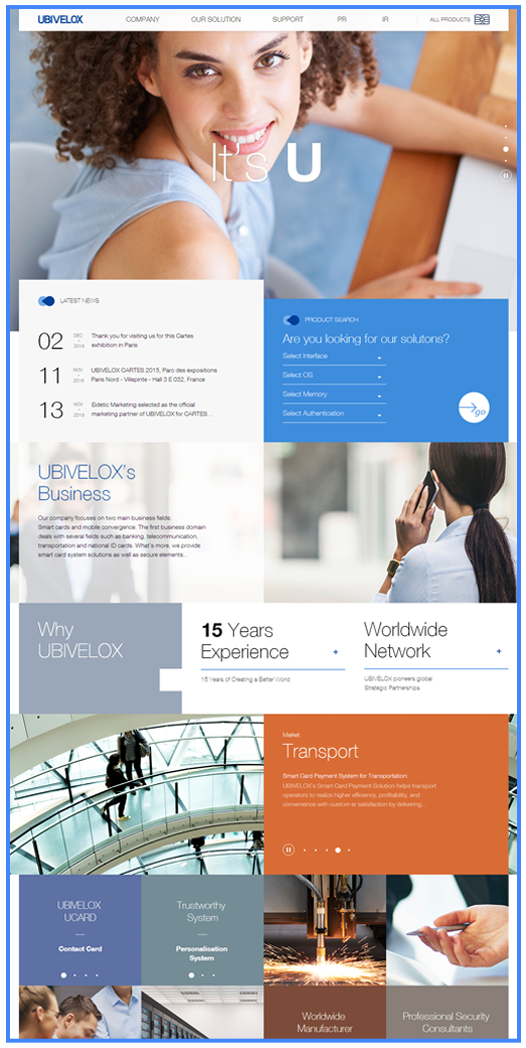 UBIVELOX
COMPANY
OUR SOLUTION
SUPPORT
PR
IR
ALL PRODUCTS
It's U
LATEST NEWS
02
DEC
2015
Thank you for visiting us for this Cartes
exhibition in Paris
11
NOV
2015
UBIVELOX CARTES 2015, Parc des expositions
Paris Nord - Villepinte - Hall 3 E 032, France
13
NOV
2015
Eidetic Marketing selected as the official
marketing partner of UBIVELOX for CARTES...
PRODUCT SEARCH
Are you looking for our solutons?
Select Interface
Select OS
Select Memory
Select Authentication
go
UBIVELOX's
Business
Our company focuses on two main business fields:
Smart cards and mobile convergence. The first business domain
deals with several fields such as banking, telecommunication,
transportation and national ID cards. What's more, we provide
smart card system solutions as well as secure elements...
Why
UBIVELOX
15 Years
Experience
+
15 Years of Creating a Better World
Worldwide
Network
+
UBIVELOX pioneers global
Strategic Partnerships
Market
Transport
Smart Card Payment System for Transportation:
UBIVELOX's Smart Card Payment Solution helps transport
operators to realize higher efficiency, profitability, and
convenience with custom er satisfaction by delivering...
UBIVELOX
UCARD
Contact Card
Trustworthy
System
Personalisation
System
Worldwide
Manufacturer
Professional Security
Consultants